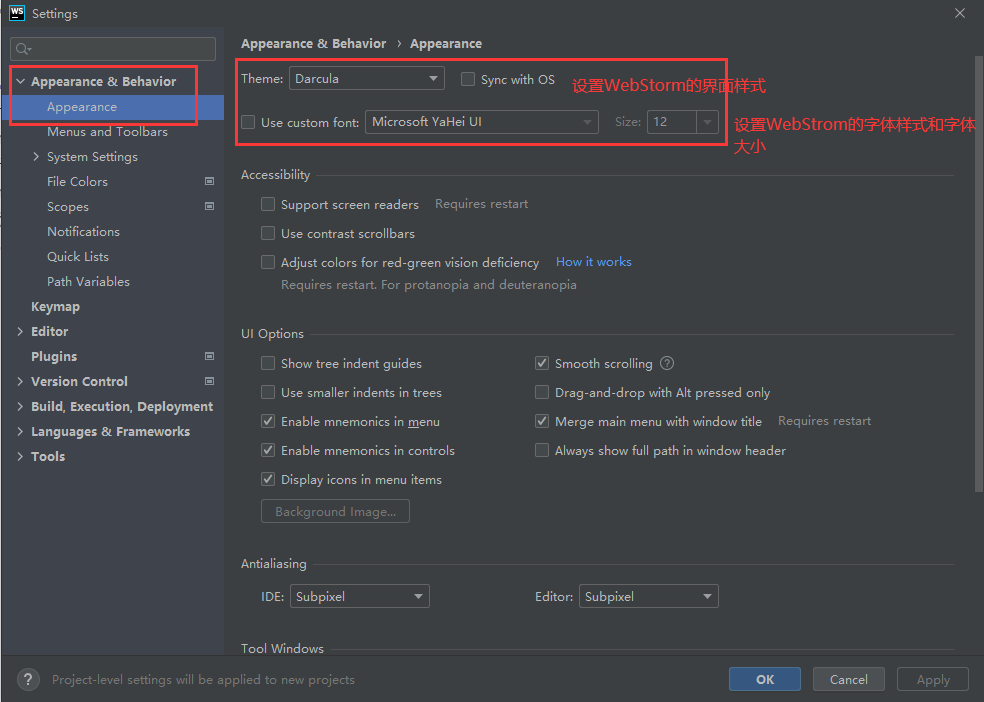 WS Settings
Appearance & Behavior
Appearance
Menus and Toolbars
System Settings
File Colors
Scopes
Notifications
Quick Lists
Path Variables
Keymap
Editor
Plugins
Version Control
Build, Execution, Deployment
Languages & Frameworks
Tools
Appearance & Behavior › Appearance
Theme: Darcula Sync with OS 设置WebStorm的界面样式
Use custom font: Microsoft YaHei UI Size: 12 设置WebStrom的字体样式和字体
大小
Accessibility
Support screen readers Requires restart
Use contrast scrollbars
Adjust colors for red-green vision deficiency How it works
Requires restart. For protanopia and deuteranopia
UI Options
Show tree indent guides Smooth scrolling ?
Use smaller indents in trees Drag-and-drop with Alt pressed only
Enable mnemonics in menu Merge main menu with window title Requires restart
Enable mnemonics in controls Always show full path in window header
Display icons in menu items
Background Image...
Antialiasing
IDE: Subpixel Editor: Subpixel
Tool Windows
? Project-level settings will be applied to new projects OK Cancel Apply